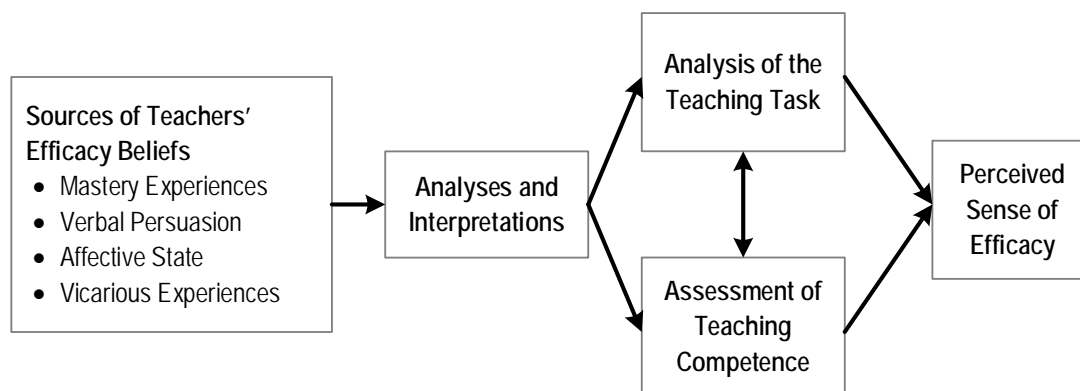 Sources of Teachers’
Efficacy Beliefs
• Mastery Experiences
• Verbal Persuasion
• Affective State
• Vicarious Experiences
Analyses and
Interpretations
Analysis of the
Teaching Task
Assessment of
Teaching
Competence
Perceived
Sense of
Efficacy